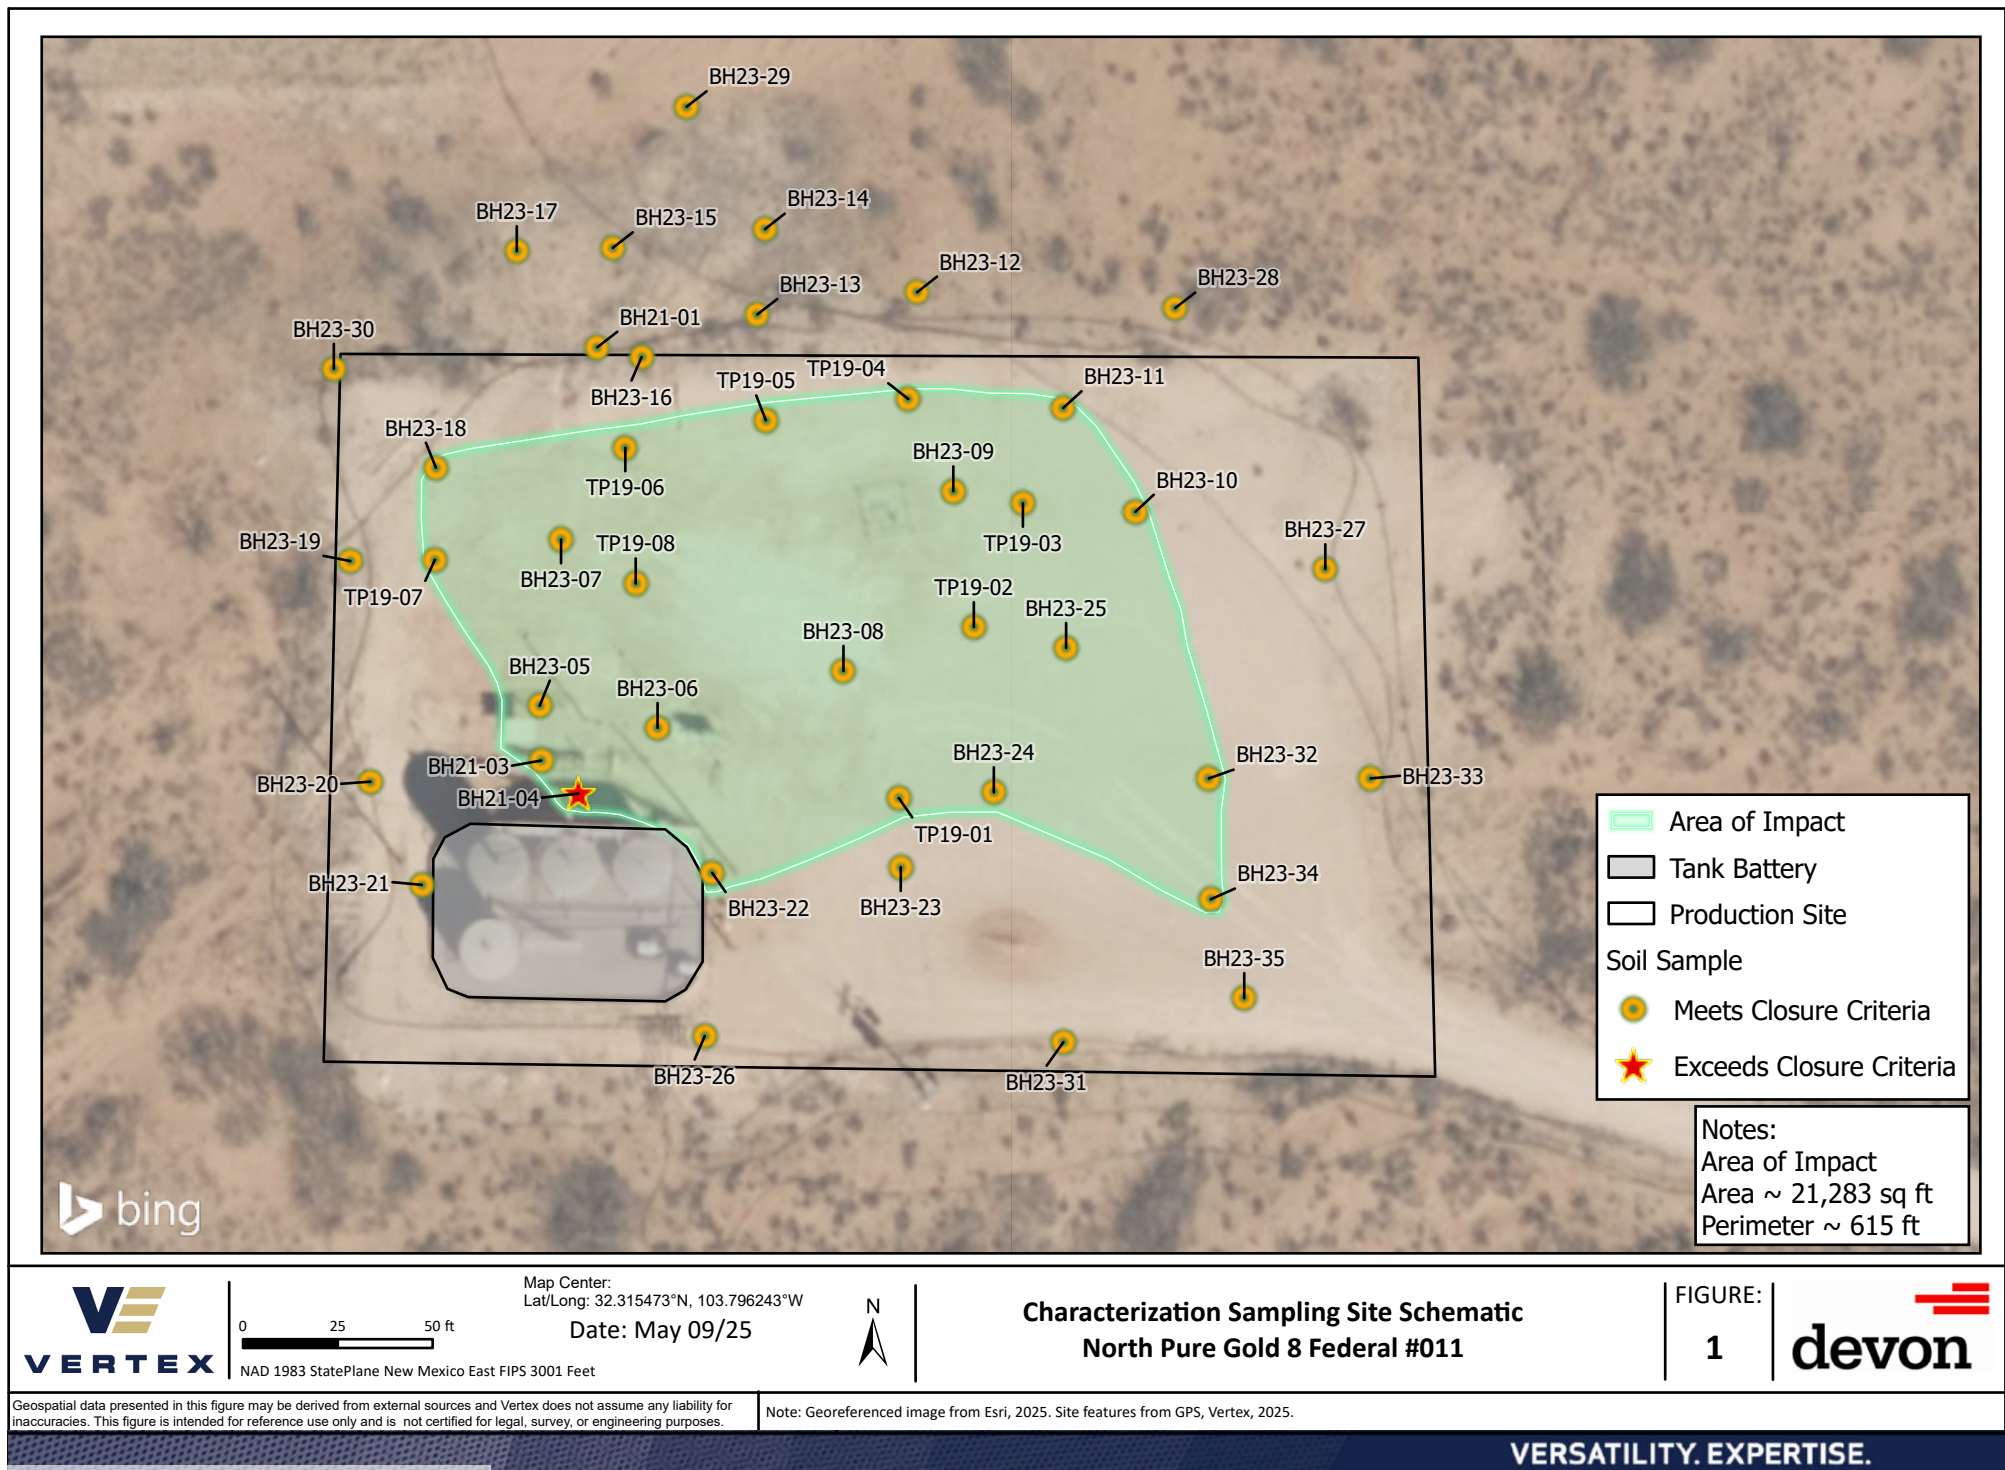 BH23-29
BH23-14
BH23-17
BH23-15
BH23-12
BH23-28
BH23-13
BH21-01
BH23-30
BH23-16
TP19-05
TP19-04
BH23-11
BH23-18
BH23-09
TP19-06
BH23-10
BH23-27
BH23-19
TP19-08
TP19-03
BH23-07
TP19-07
TP19-02
BH23-25
BH23-08
BH23-05
BH23-06
BH23-24
BH23-32
BH21-03
BH23-20
BH21-04
BH23-33
TP19-01
BH23-21
BH23-22
BH23-23
BH23-34
BH23-35
BH23-26
BH23-31
Area of Impact
Tank Battery
Production Site
Soil Sample
Meets Closure Criteria
Exceeds Closure Criteria
Notes:
Area of Impact
Area ~ 21,283 sq ft
Perimeter ~ 615 ft
bing
VE
VERTEX
0 25 50 ft
NAD 1983 StatePlane New Mexico East FIPS 3001 Feet
Map Center:
Lat/Long: 32.315473°N, 103.796243°W
Date: May 09/25
N
Characterization Sampling Site Schematic
North Pure Gold 8 Federal #011
FIGURE:
1
devon
Geospatial data presented in this figure may be derived from external sources and Vertex does not assume any liability for
inaccuracies. This figure is intended for reference use only and is not certified for legal, survey, or engineering purposes.
Note: Georeferenced image from Esri, 2025. Site features from GPS, Vertex, 2025.
VERSATILITY. EXPERTISE.